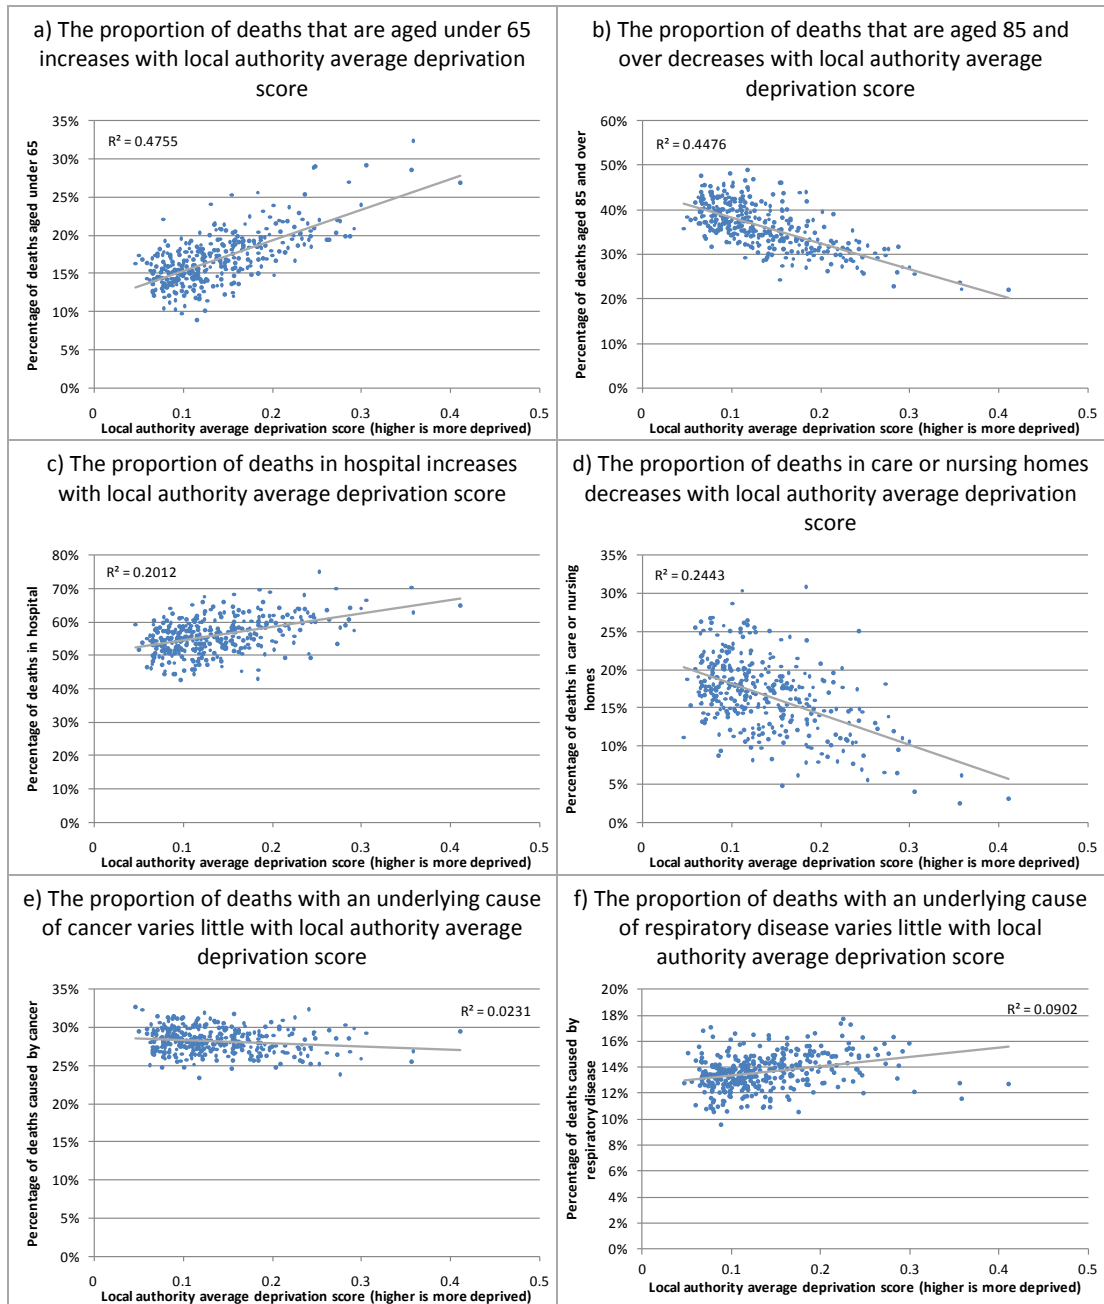 a) The proportion of deaths that are aged under 65
increases with local authority average deprivation
score
R² = 0.4755
35%
30%
25%
20%
15%
10%
5%
0%
Percentage of deaths aged under 65
0 0.1 0.2 0.3 0.4 0.5
Local authority average deprivation score (higher is more deprived)
b) The proportion of deaths that are aged 85 and
over decreases with local authority average
deprivation score
R² = 0.4476
60%
50%
40%
30%
20%
10%
0%
Percentage of deaths aged 85 and over
0 0.1 0.2 0.3 0.4 0.5
Local authority average deprivation score (higher is more deprived)
c) The proportion of deaths in hospital increases
with local authority average deprivation score
R² = 0.2012
80%
70%
60%
50%
40%
30%
20%
10%
0%
Percentage of deaths in hospital
0 0.1 0.2 0.3 0.4 0.5
Local authority average deprivation score (higher is more deprived)
d) The proportion of deaths in care or nursing homes
decreases with local authority average deprivation
score
R² = 0.2443
35%
30%
25%
20%
15%
10%
5%
0%
Percentage of deaths in care or nursing
homes
0 0.1 0.2 0.3 0.4 0.5
Local authority average deprivation score (higher is more deprived)
e) The proportion of deaths with an underlying cause
of cancer varies little with local authority average
deprivation score
R² = 0.0231
35%
30%
25%
20%
15%
10%
5%
0%
Percentage of deaths caused by cancer
0 0.1 0.2 0.3 0.4 0.5
Local authority average deprivation score (higher is more deprived)
f) The proportion of deaths with an underlying cause
of respiratory disease varies little with local
authority average deprivation score
R² = 0.0902
20%
18%
16%
14%
12%
10%
8%
6%
4%
2%
0%
Percentage of deaths caused by
respiratory disease
0 0.1 0.2 0.3 0.4 0.5
Local authority average deprivation score (higher is more deprived)